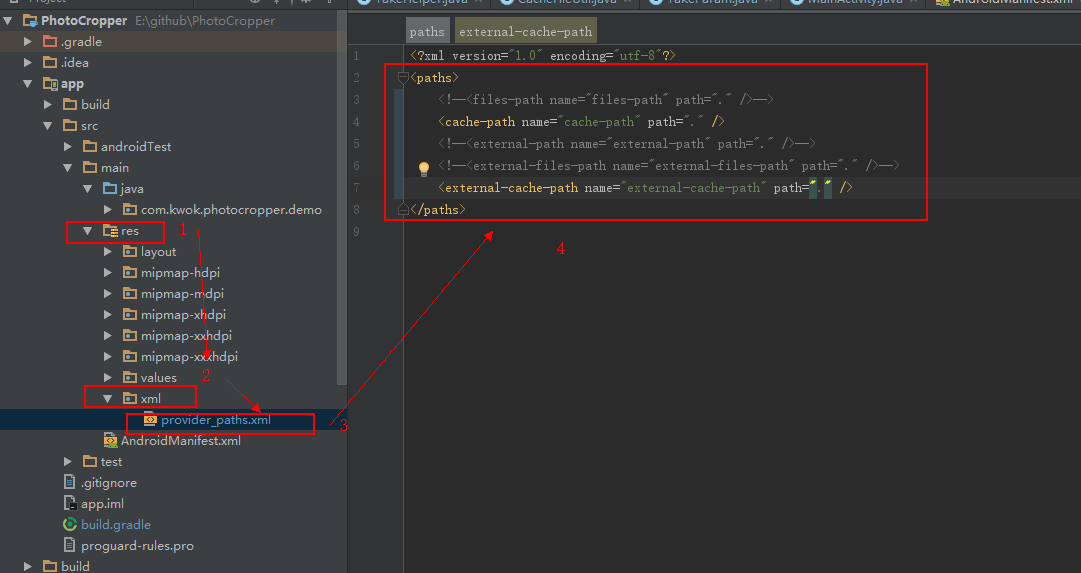 Project
TakeHelper.java
CacheFileUtil.java
TakeParam.java
MainActivity.java
AndroidManifest.xml
PhotoCropper E:\github\PhotoCropper
.gradle
.idea
app
build
src
androidTest
main
java
com.kwok.photocropper.demo
res
1
layout
mipmap-hdpi
mipmap-mdpi
mipmap-xhdpi
mipmap-xxhdpi
mipmap-xxxhdpi
2
values
xml
provider_paths.xml
3
AndroidManifest.xml
test
.gitignore
app.iml
build.gradle
proguard-rules.pro
build
paths external-cache-path
1 <?xml version="1.0" encoding="utf-8"?>
2 <paths>
3 <!--<files-path name="files-path" path="." />-->
4 <cache-path name="cache-path" path="." />
5 <!--<external-path name="external-path" path="." />-->
6 <!--<external-files-path name="external-files-path" path="." />-->
7 <external-cache-path name="external-cache-path" path="." />
8 </paths>
9
4